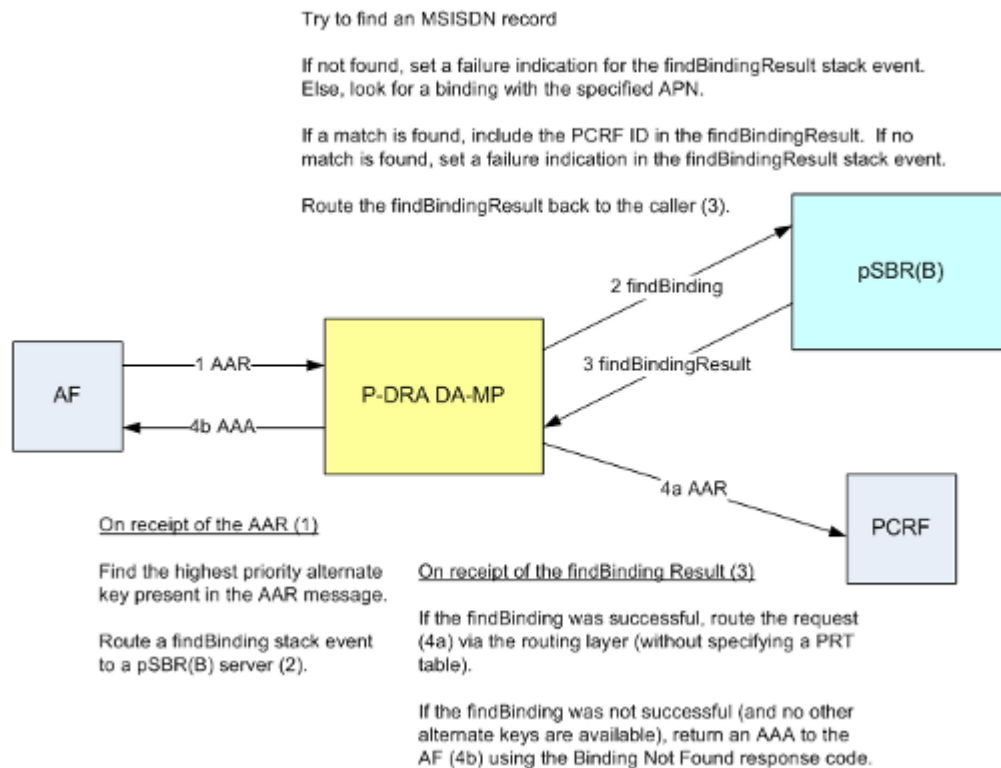 Try to find an MSISDN record
If not found, set a failure indication for the findBindingResult stack event.
Else, look for a binding with the specified APN.
If a match is found, include the PCRF ID in the findBindingResult. If no
match is found, set a failure indication in the findBindingResult stack event.
Route the findBindingResult back to the caller (3).
pSBR(B)
2 findBinding
3 findBindingResult
AF
1 AAR
4b AAA
P-DRA DA-MP
4a AAR
PCRF
On receipt of the AAR (1)
Find the highest priority alternate
key present in the AAR message.
Route a findBinding stack event
to a pSBR(B) server (2).
On receipt of the findBinding Result (3)
If the findBinding was successful, route the request
(4a) via the routing layer (without specifying a PRT
table).
If the findBinding was not successful (and no other
alternate keys are available), return an AAA to the
AF (4b) using the Binding Not Found response code.